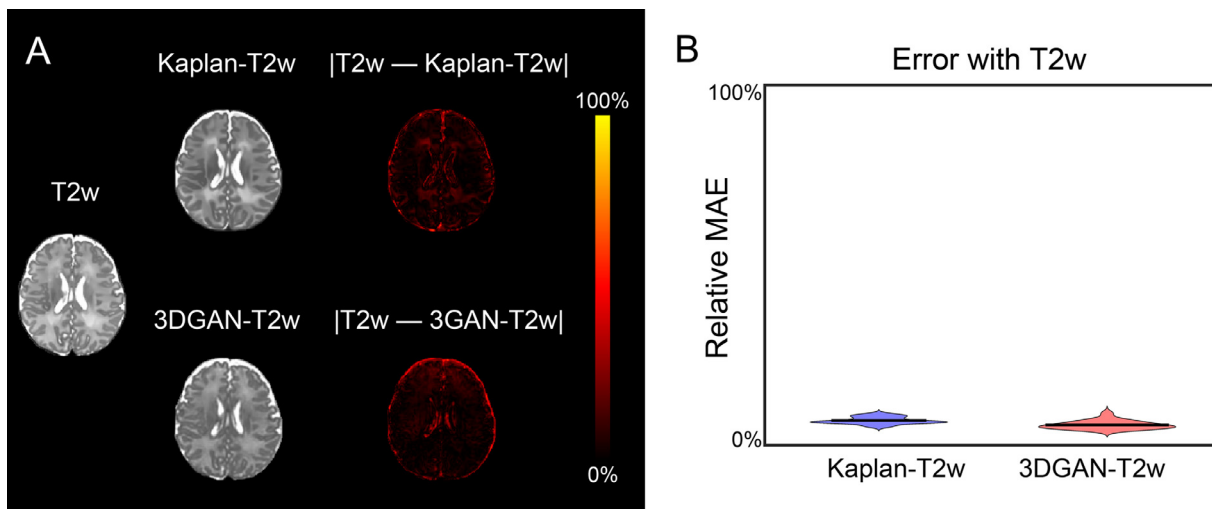 A
Kaplan-T2w
|T2w — Kaplan-T2w|
100%
T2w
3DGAN-T2w
|T2w — 3GAN-T2w|
0%
B
Error with T2w
100%
Relative MAE
0%
Kaplan-T2w
3DGAN-T2w